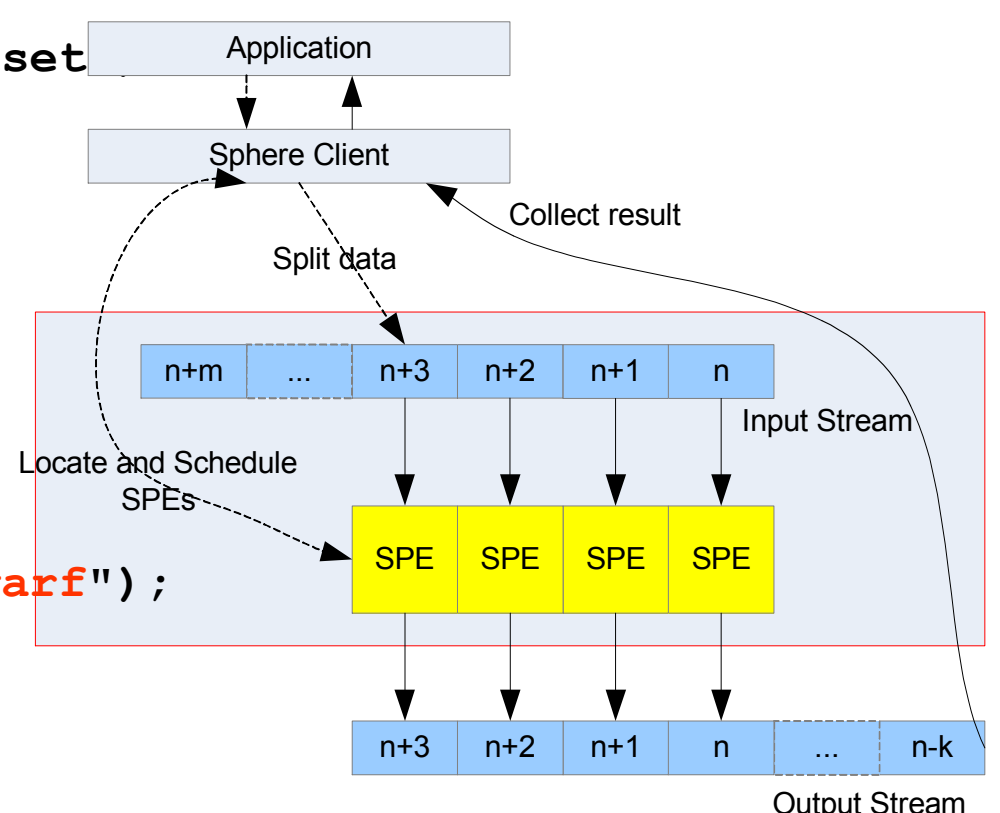 set
Application
Sphere Client
Collect result
Split data
n+m ... n+3 n+2 n+1 n
Input Stream
Locate and Schedule
SPEs
SPE SPE SPE SPE
arf");
n+3 n+2 n+1 n ... n-k
Output Stream